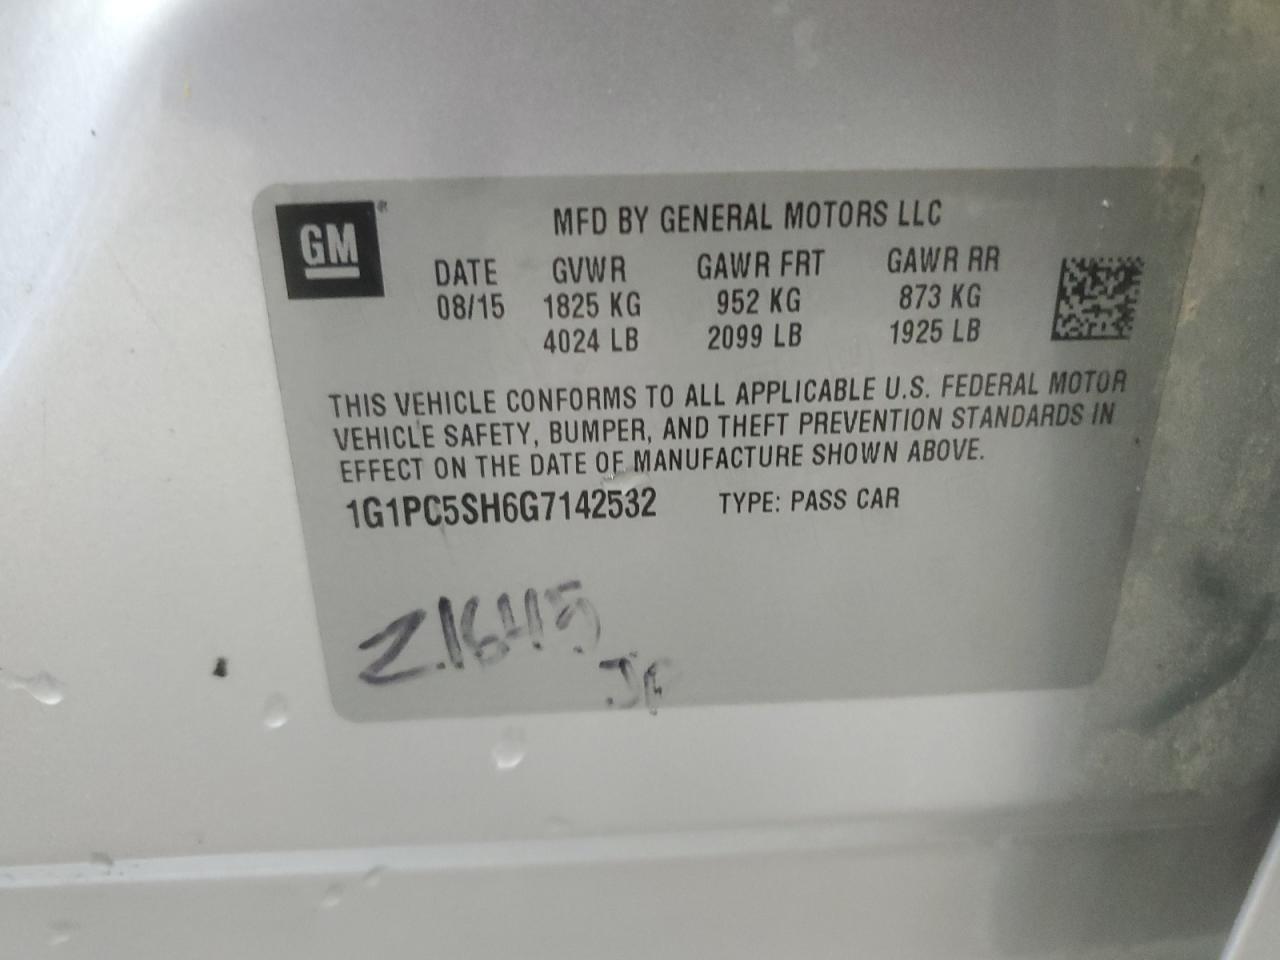 GM®
MFD BY GENERAL MOTORS LLC
DATE GVWR GAWR FRT GAWR RR
08/15 1825 KG 952 KG 873 KG
4024 LB 2099 LB 1925 LB
THIS VEHICLE CONFORMS TO ALL APPLICABLE U.S. FEDERAL MOTOR
VEHICLE SAFETY, BUMPER, AND THEFT PREVENTION STANDARDS IN
EFFECT ON THE DATE OF MANUFACTURE SHOWN ABOVE.
1G1PC5SH6G7142532 TYPE: PASS CAR